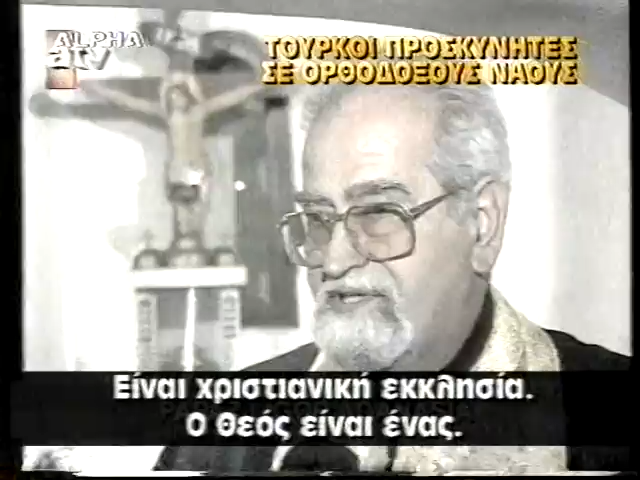 ALPHA
atv
ΤΟΥΡΚΟΙ ΠΡΟΣΚΥΝΗΤΕΣ
ΣΕ ΟΡΘΟΔΟΞΟΥΣ ΝΑΟΥΣ
Είναι χριστιανική εκκλησία.
Ο Θεός είναι ένας.